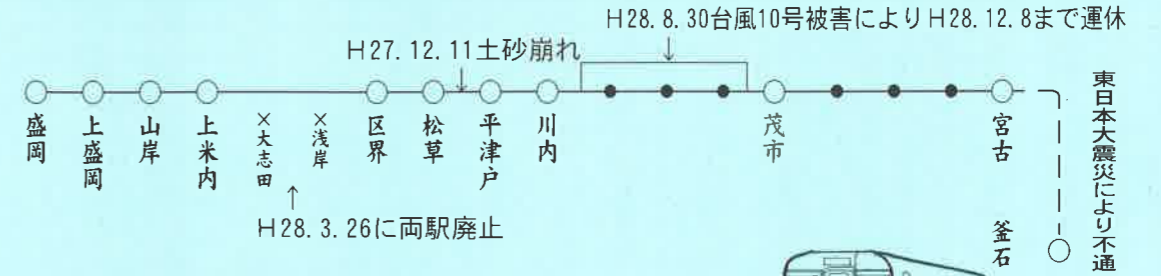 H28.8.30台風10号被害によりH28.12.8まで運休
H27.12.11土砂崩れ
盛岡
上盛岡
山岸
上米内
×大志田
×浅岸
区界
松草
平津戸
川内
茂市
宮古
釜石
東日本大震災により不通
H28.3.26に両駅廃止